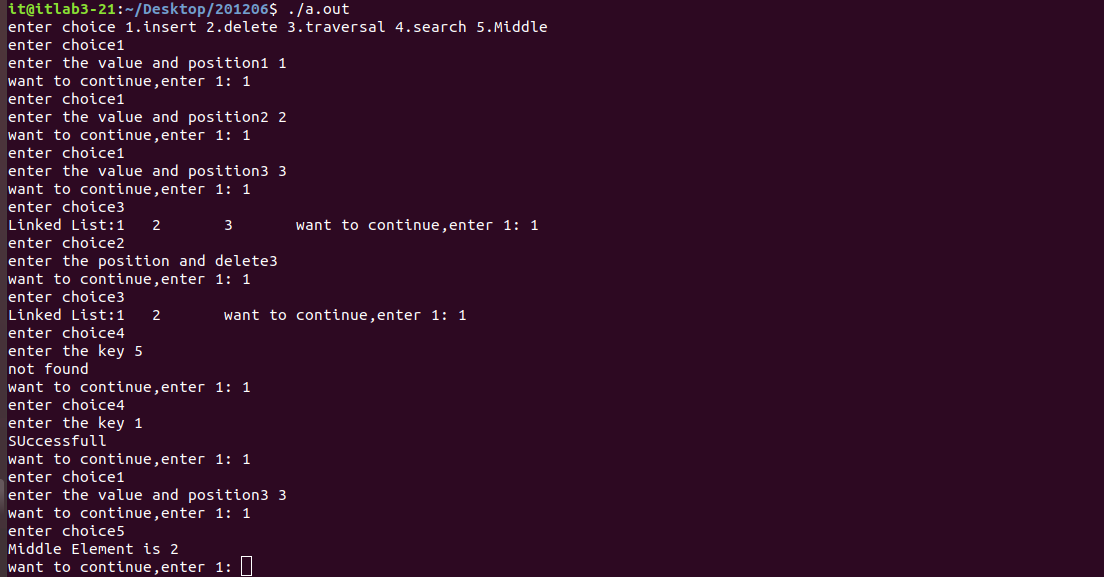 it@itlab3-21:~/Desktop/201206$ ./a.out
enter choice 1.insert 2.delete 3.traversal 4.search 5.Middle
enter choice1
enter the value and position1 1
want to continue,enter 1: 1
enter choice1
enter the value and position2 2
want to continue,enter 1: 1
enter choice1
enter the value and position3 3
want to continue,enter 1: 1
enter choice3
Linked List:1   2       3       want to continue,enter 1: 1
enter choice2
enter the position and delete3
want to continue,enter 1: 1
enter choice3
Linked List:1   2       want to continue,enter 1: 1
enter choice4
enter the key 5
not found
want to continue,enter 1: 1
enter choice4
enter the key 1
SUccessfull
want to continue,enter 1: 1
enter choice1
enter the value and position3 3
want to continue,enter 1: 1
enter choice5
Middle Element is 2
want to continue,enter 1: